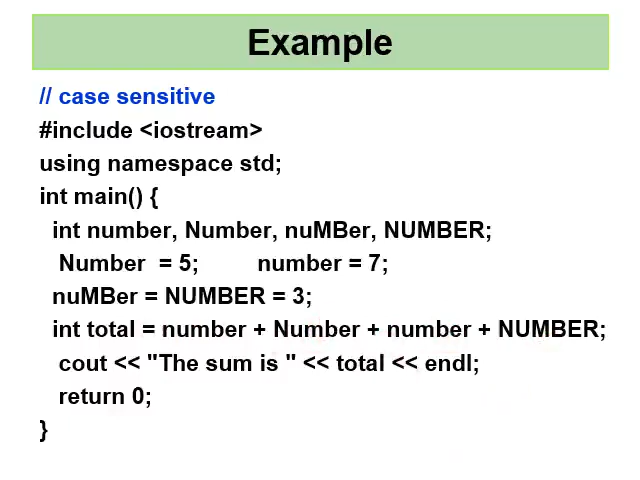 Example
// case sensitive
#include <iostream>
using namespace std;
int main() {
int number, Number, nuMBer, NUMBER;
Number = 5; number = 7;
nuMBer = NUMBER = 3;
int total = number + Number + number + NUMBER;
cout << "The sum is " << total << endl;
return 0;
}